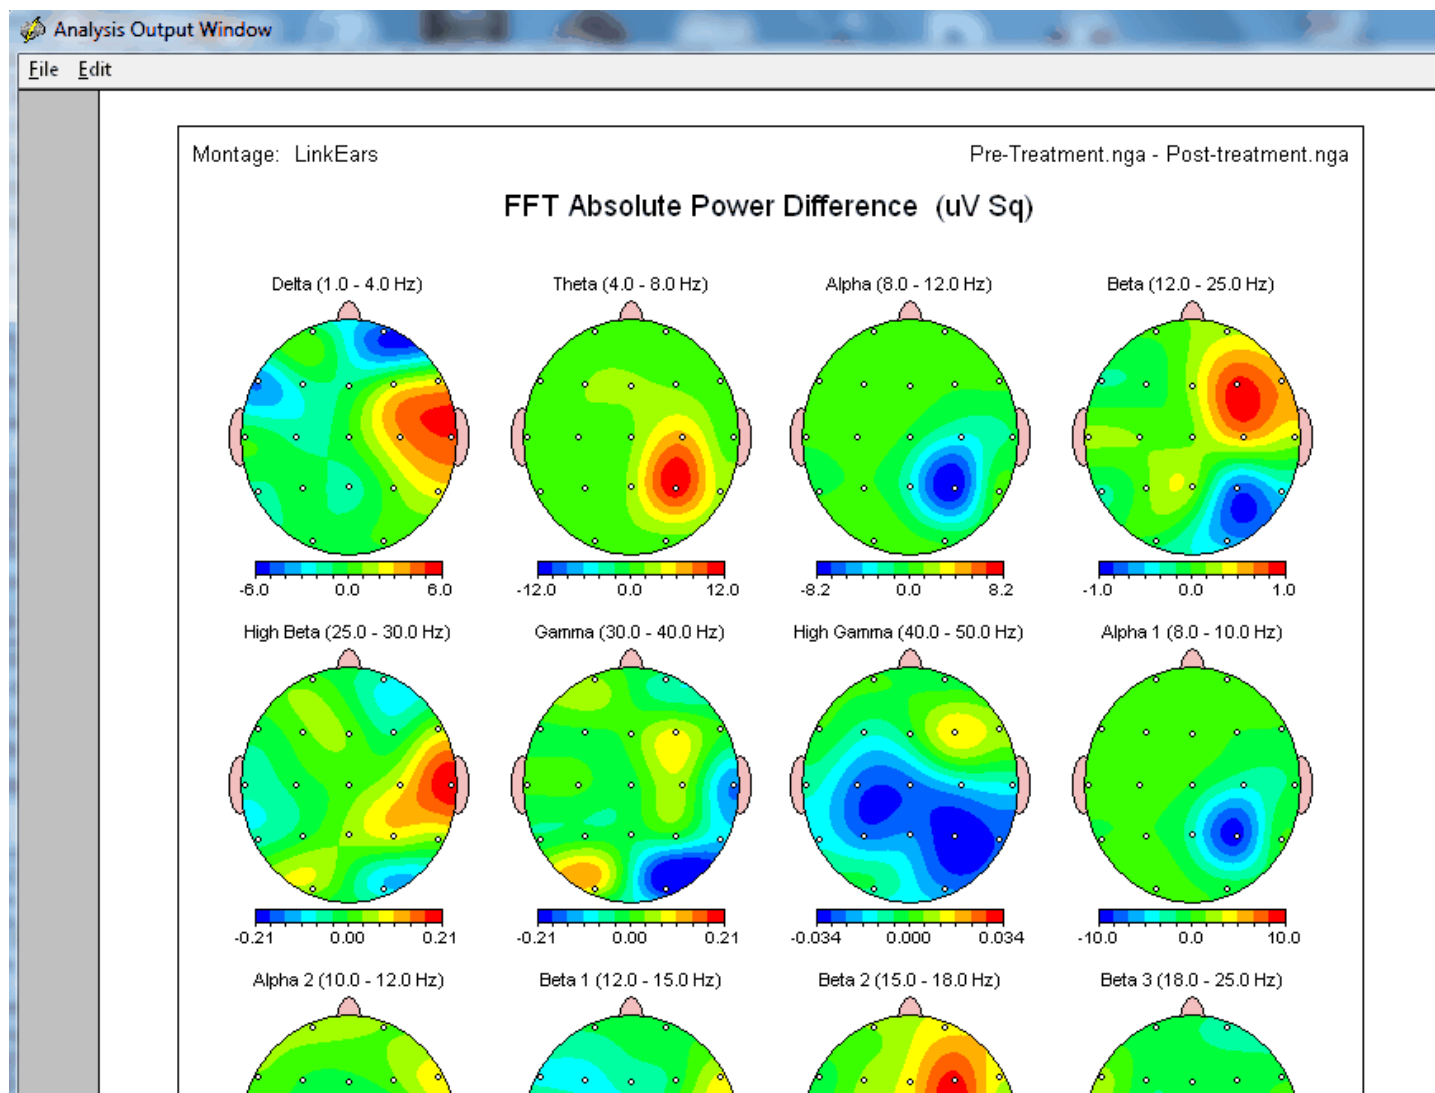 Analysis Output Window
File Edit
Montage: LinkEars Pre-Treatment.nga - Post-treatment.nga
FFT Absolute Power Difference (uV Sq)
Delta (1.0 - 4.0 Hz) Theta (4.0 - 8.0 Hz) Alpha (8.0 - 12.0 Hz) Beta (12.0 - 25.0 Hz)
-6.0 0.0 6.0 -12.0 0.0 12.0 -8.2 0.0 8.2 -1.0 0.0 1.0
High Beta (25.0 - 30.0 Hz) Gamma (30.0 - 40.0 Hz) High Gamma (40.0 - 50.0 Hz) Alpha 1 (8.0 - 10.0 Hz)
-0.21 0.00 0.21 -0.21 0.00 0.21 -0.034 0.000 0.034 -10.0 0.0 10.0
Alpha 2 (10.0 - 12.0 Hz) Beta 1 (12.0 - 15.0 Hz) Beta 2 (15.0 - 18.0 Hz) Beta 3 (18.0 - 25.0 Hz)